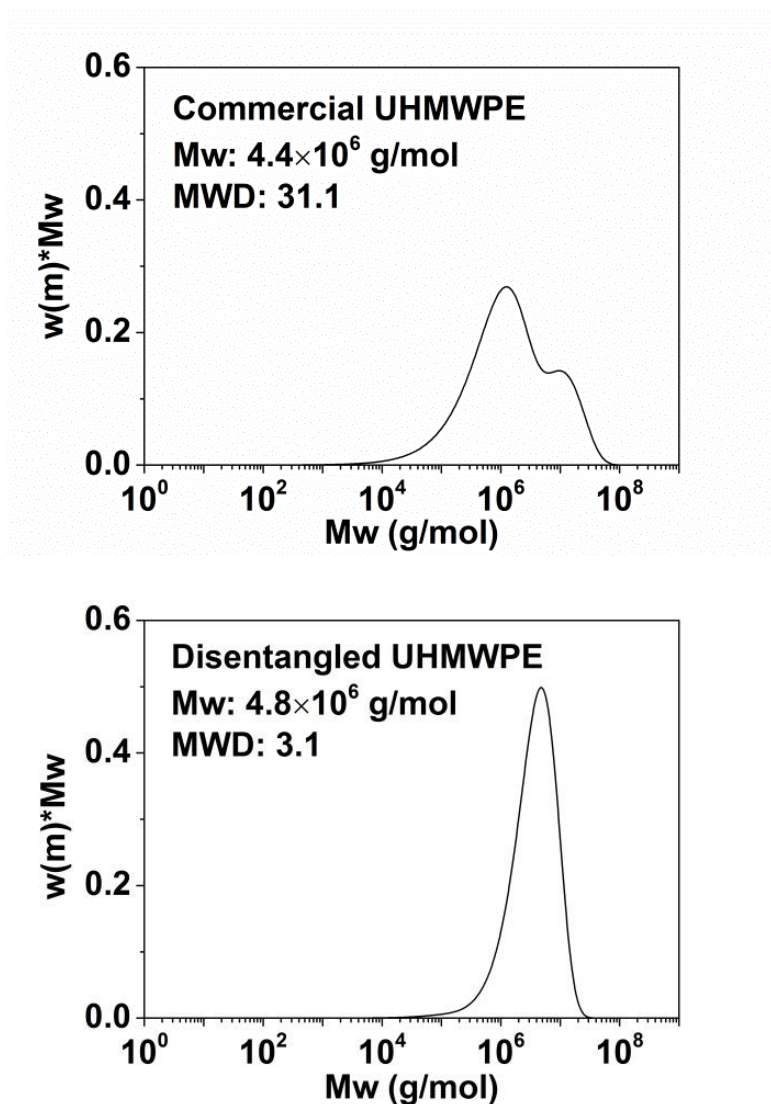 0.6
Commercial UHMWPE
Mw: 4.4×10⁶ g/mol
MWD: 31.1
0.4
w(m)*Mw
0.2
0.0
10⁰ 10² 10⁴ 10⁶ 10⁸
Mw (g/mol)
0.6
Disentangled UHMWPE
Mw: 4.8×10⁶ g/mol
MWD: 3.1
0.4
w(m)*Mw
0.2
0.0
10⁰ 10² 10⁴ 10⁶ 10⁸
Mw (g/mol)